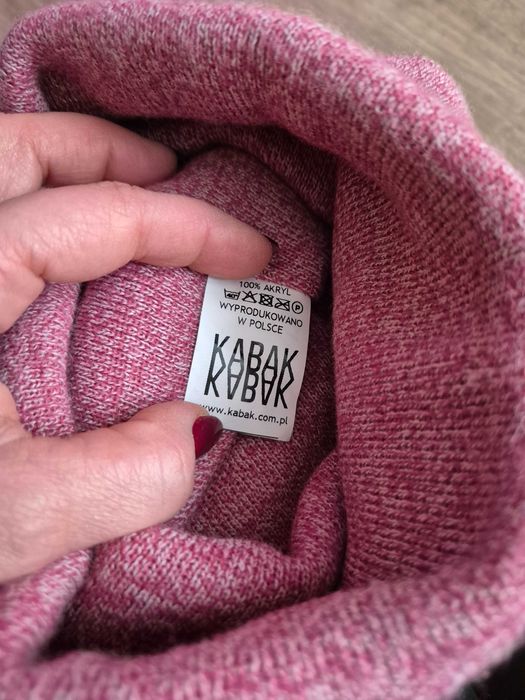 100% AKRYL
WYPRODUKOWANO
W POLSCE
KABAK
KABAK
www.kabak.com.pl